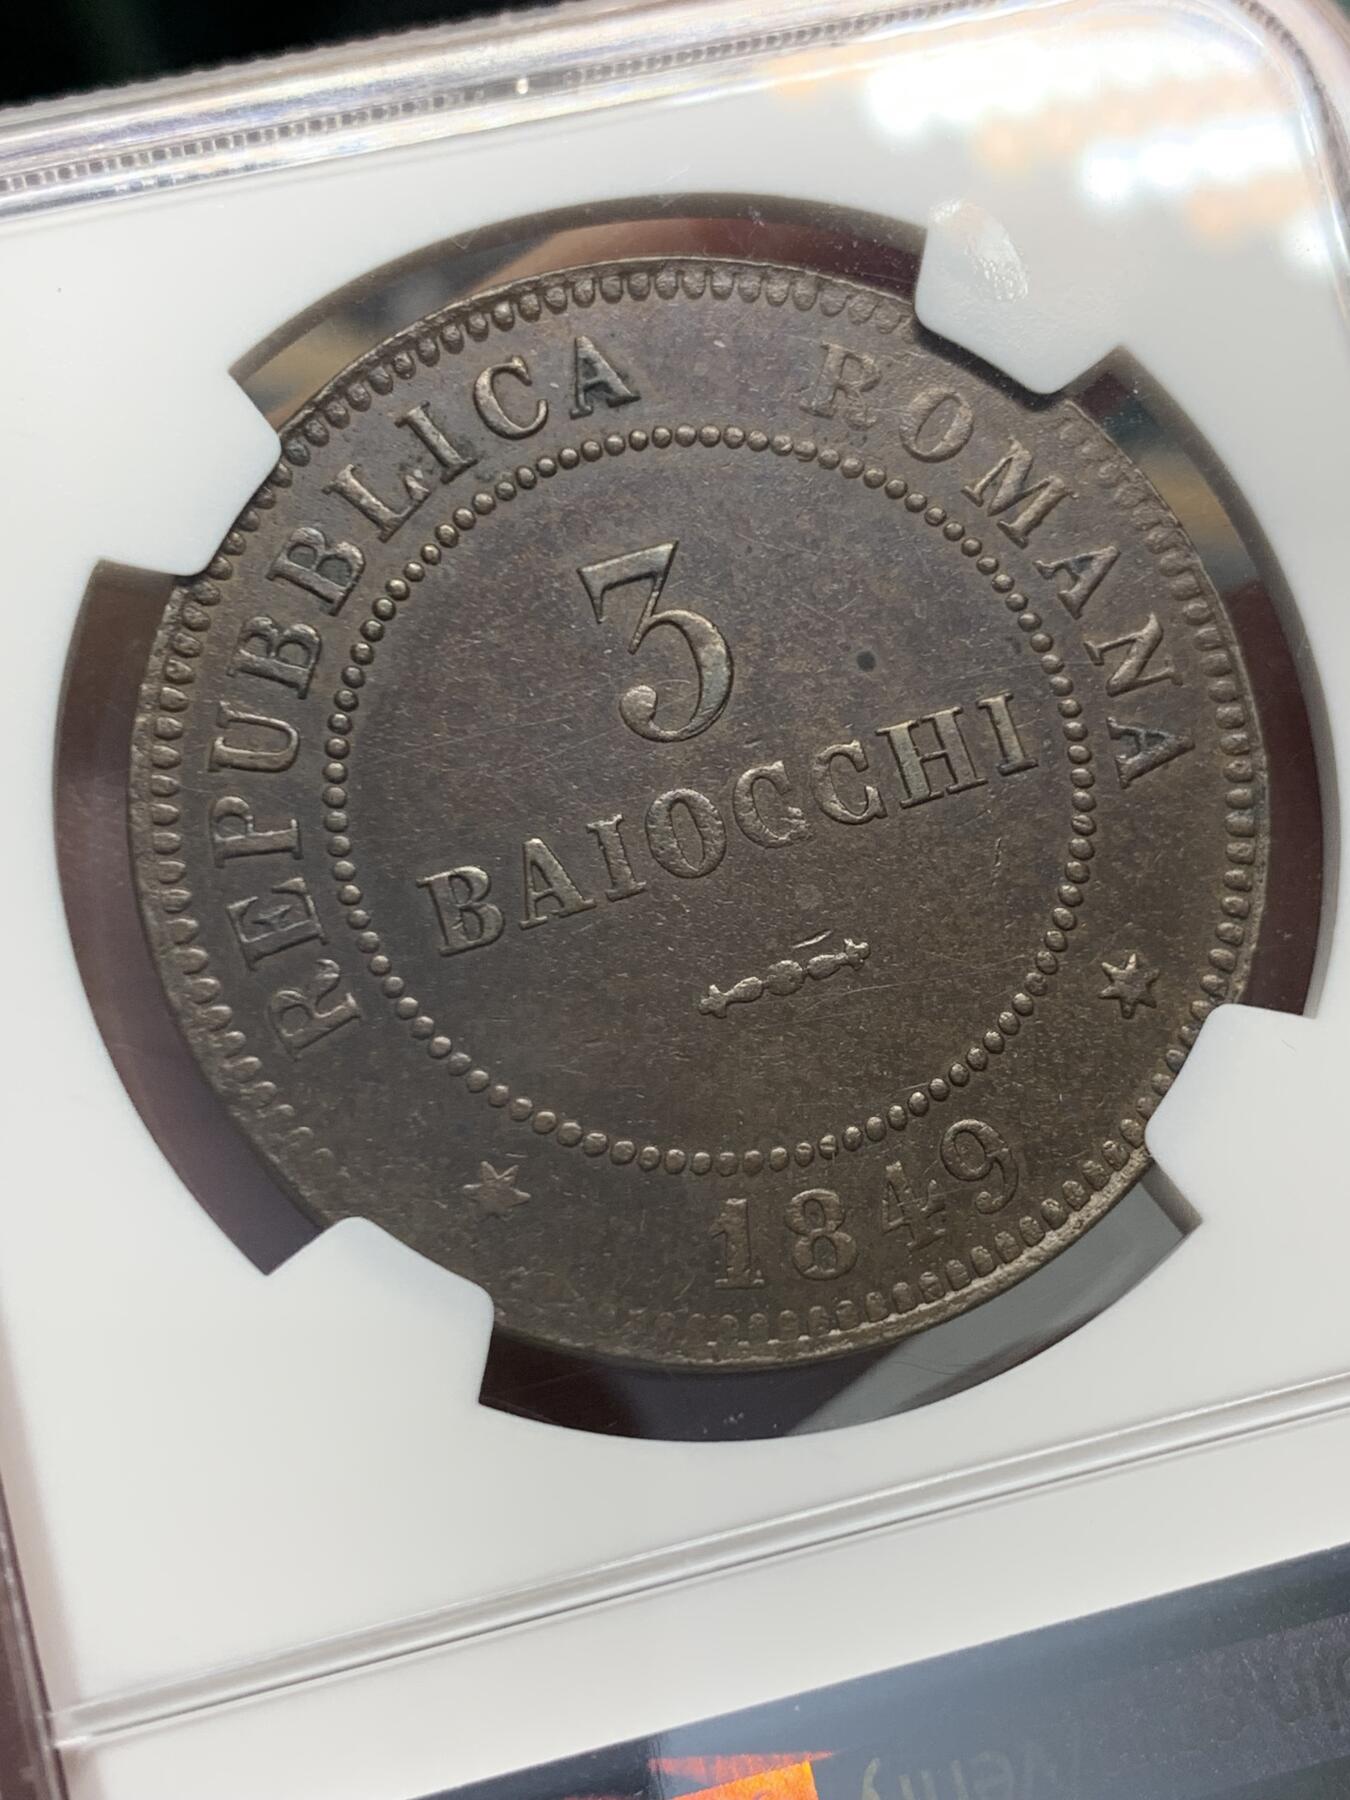 REPUBBLICA ROMANA
3
BAIOCCHI
1849